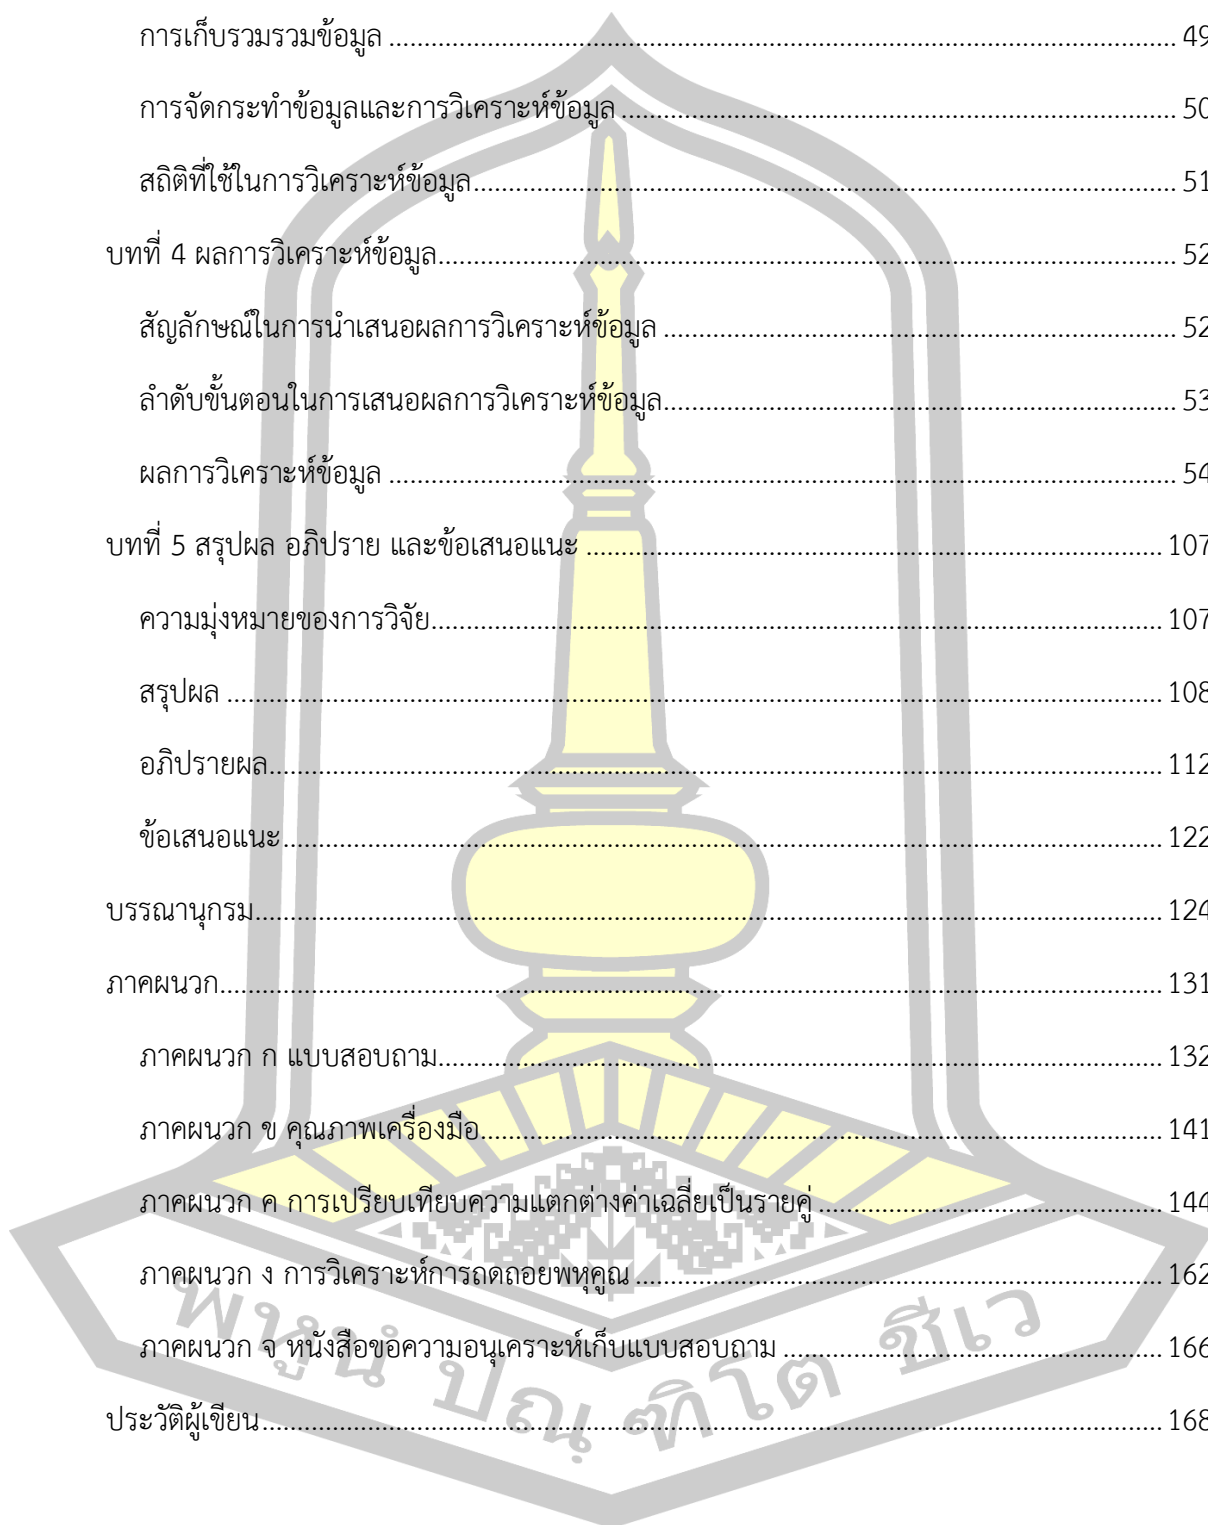 การเก็บรวมรวมข้อมูล ........ 49
การจัดกระทำข้อมูลและการวิเคราะห์ข้อมูล ........ 50
สถิติที่ใช้ในการวิเคราะห์ข้อมูล ........ 51
บทที่ 4 ผลการวิเคราะห์ข้อมูล ........ 52
สัญลักษณ์ในการนำเสนอผลการวิเคราะห์ข้อมูล ........ 52
ลำดับขั้นตอนในการเสนอผลการวิเคราะห์ข้อมูล ........ 53
ผลการวิเคราะห์ข้อมูล ........ 54
บทที่ 5 สรุปผล อภิปราย และข้อเสนอแนะ ........ 107
ความมุ่งหมายของการวิจัย ........ 107
สรุปผล ........ 108
อภิปรายผล ........ 112
ข้อเสนอแนะ ........ 122
บรรณานุกรม ........ 124
ภาคผนวก ........ 131
ภาคผนวก ก แบบสอบถาม ........ 132
ภาคผนวก ข คุณภาพเครื่องมือ ........ 141
ภาคผนวก ค การเปรียบเทียบความแตกต่างค่าเฉลี่ยเป็นรายคู่ ........ 144
ภาคผนวก ง การวิเคราะห์การถดถอยพหุคูณ ........ 162
ภาคผนวก จ หนังสือขอความอนุเคราะห์เก็บแบบสอบถาม ........ 166
ประวัติผู้เขียน ........ 168
พหูนํ ปณฺฑิโต ชีเว